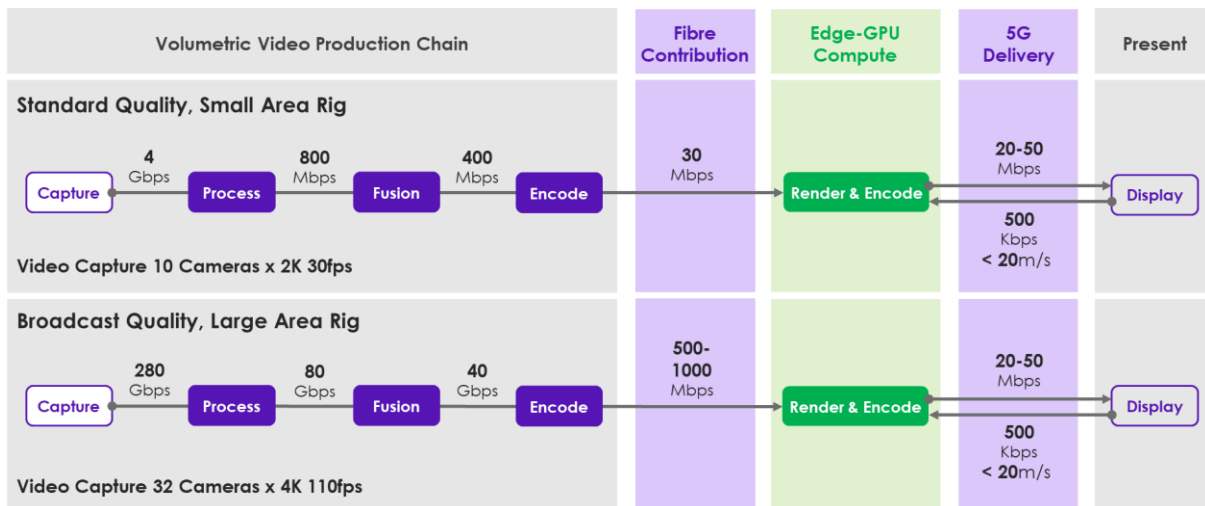 Volumetric Video Production Chain
Fibre
Contribution
Edge-GPU
Compute
5G
Delivery
Present
Standard Quality, Small Area Rig
Capture
4
Gbps
Process
800
Mbps
Fusion
400
Mbps
Encode
30
Mbps
Render & Encode
20-50
Mbps
500
Kbps
< 20m/s
Display
Video Capture 10 Cameras x 2K 30fps
Broadcast Quality, Large Area Rig
Capture
280
Gbps
Process
80
Gbps
Fusion
40
Gbps
Encode
500-
1000
Mbps
Render & Encode
20-50
Mbps
500
Kbps
< 20m/s
Display
Video Capture 32 Cameras x 4K 110fps